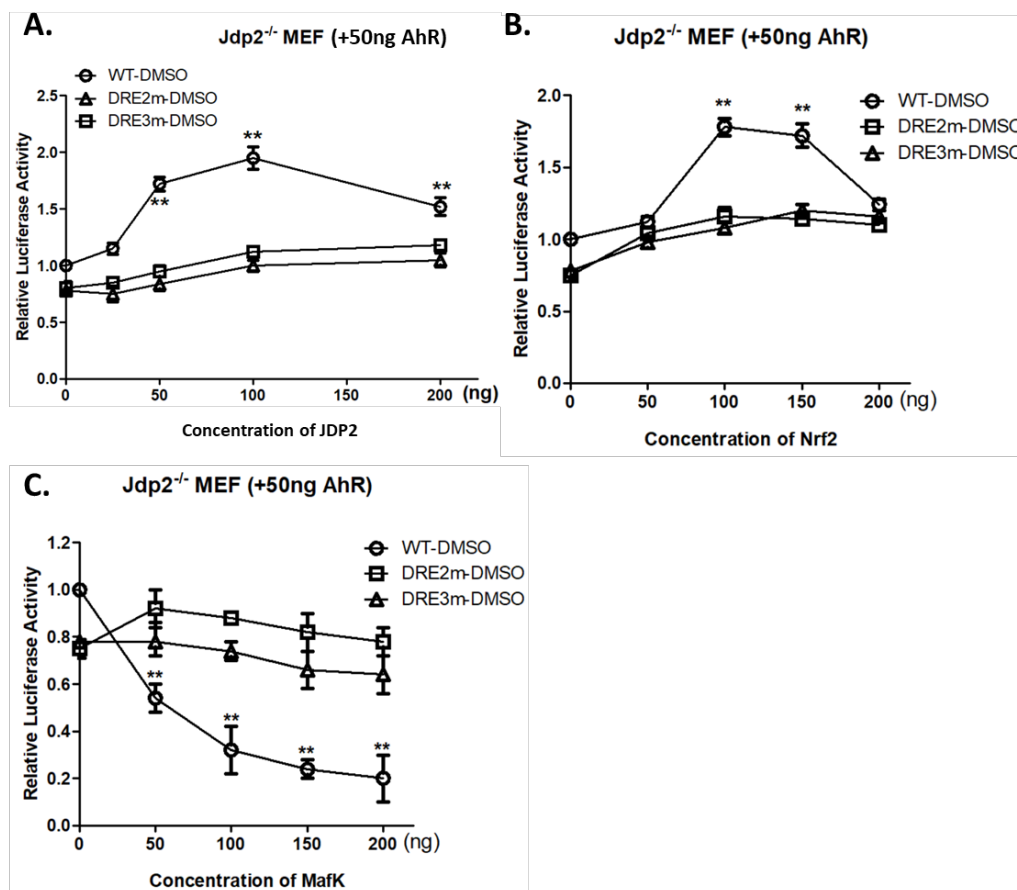 A.
Jdp2-/- MEF (+50ng AhR)
WT-DMSO
DRE2m-DMSO
DRE3m-DMSO
Relative Luciferase Activity
2.5
2.0
1.5
1.0
0.5
0.0
**
**
**
0 50 100 150 200 (ng)
Concentration of JDP2
B.
Jdp2-/- MEF (+50ng AhR)
WT-DMSO
DRE2m-DMSO
DRE3m-DMSO
Relative Luciferase Activity
2.0
1.5
1.0
0.5
0.0
** **
0 50 100 150 200 (ng)
Concentration of Nrf2
C.
Jdp2-/- MEF (+50ng AhR)
WT-DMSO
DRE2m-DMSO
DRE3m-DMSO
Relative Luciferase Activity
1.2
1.0
0.8
0.6
0.4
0.2
0.0
**
**
**
**
0 50 100 150 200 (ng)
Concentration of MafK